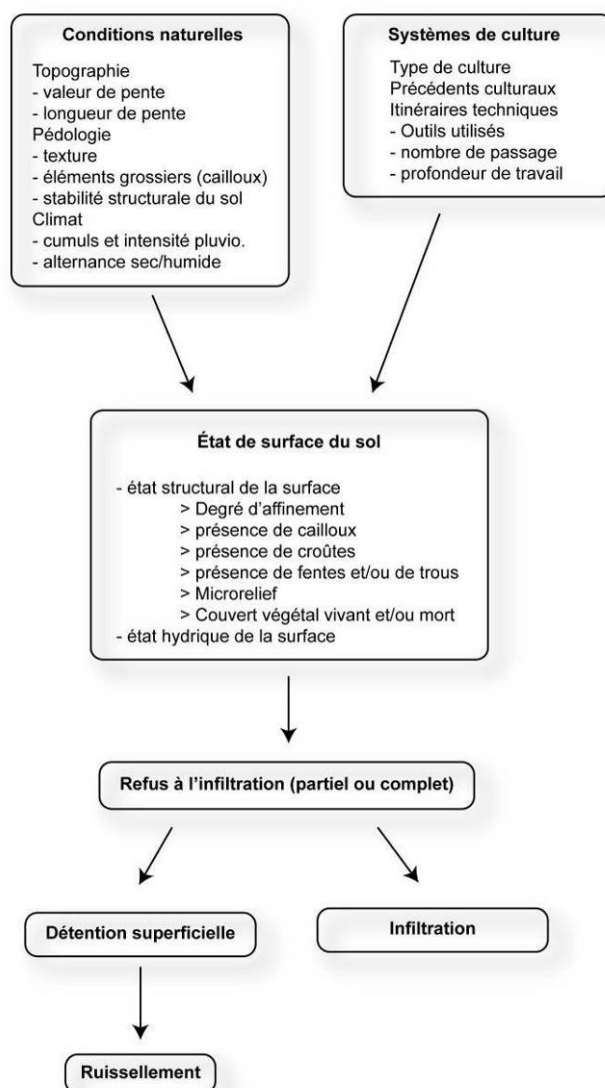 Conditions naturelles
Topographie
- valeur de pente
- longueur de pente
Pédologie
- texture
- éléments grossiers (cailloux)
- stabilité structurale du sol
Climat
- cumuls et intensité pluvio.
- alternance sec/humide
Systèmes de culture
Type de culture
Précédents culturaux
Itinéraires techniques
- Outils utilisés
- nombre de passage
- profondeur de travail
État de surface du sol
- état structural de la surface
> Degré d'affinement
> présence de cailloux
> présence de croûtes
> présence de fentes et/ou de trous
> Microrelief
> Couvert végétal vivant et/ou mort
- état hydrique de la surface
Refus à l'infiltration (partiel ou complet)
Détention superficielle
Infiltration
Ruissellement